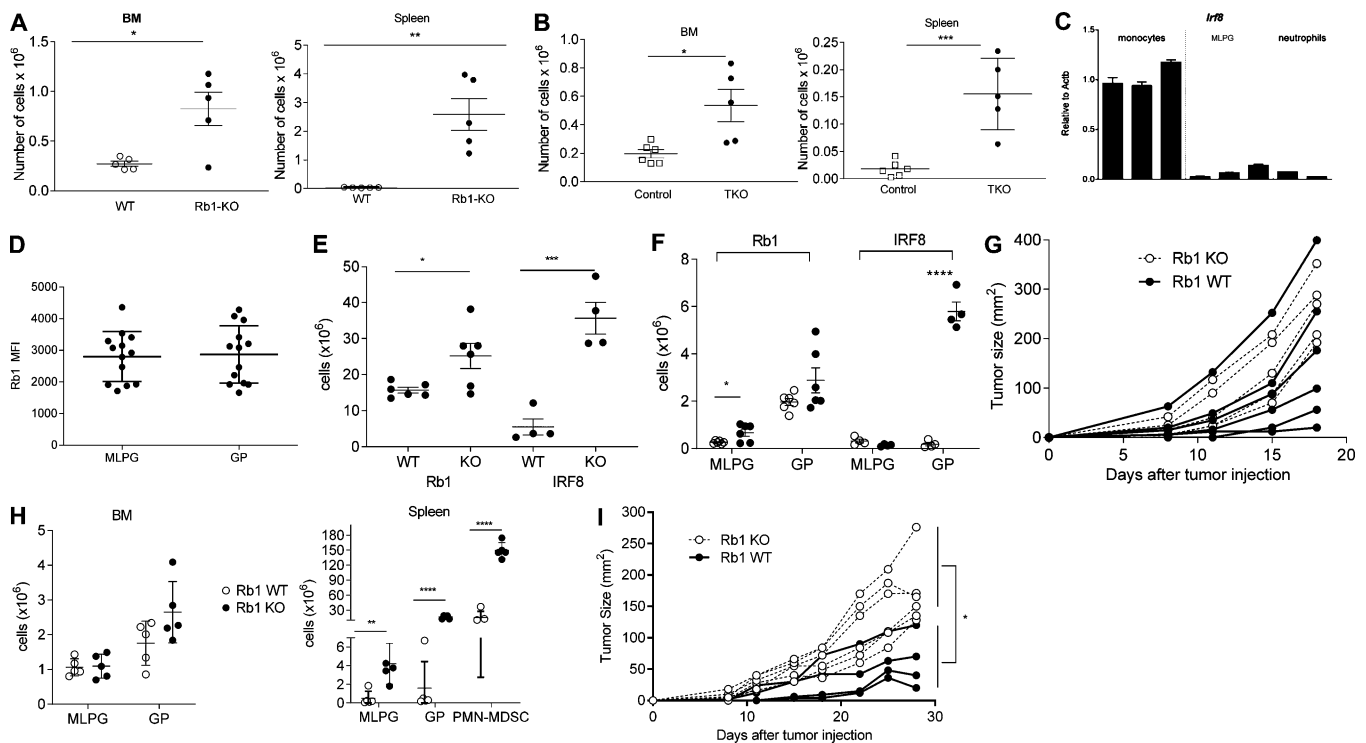 A
BM
*
Number of cells x 10⁶
1.5
1.0
0.5
0.0
WT
Rb1-KO
Spleen
**
Number of cells x 10⁶
5
4
3
2
1
0
WT
Rb1-KO
B
BM
*
Number of cells x 10⁶
1.0
0.8
0.6
0.4
0.2
0.0
Control
TKO
Spleen
***
Number of cells x 10⁶
0.25
0.20
0.15
0.10
0.05
0.00
Control
TKO
C
Irf8
monocytes
MLPG
neutrophils
Relative to Actb
1.5
1.0
0.5
0.0
D
Rb1 MFI
5000
4000
3000
2000
1000
0
MLPG
GP
E
cells (x10⁶)
50
40
30
20
10
0
*
***
WT
KO
WT
KO
Rb1
IRF8
F
Rb1
IRF8
cells (x10⁶)
8
6
4
2
0
*
****
MLPG
GP
MLPG
GP
G
Rb1 KO
Rb1 WT
Tumor size (mm²)
400
300
200
100
0
0
5
10
15
20
Days after tumor injection
H
BM
cells (x10⁶)
5
4
3
2
1
0
MLPG
GP
Rb1 WT
Rb1 KO
Spleen
cells (x10⁶)
180
150
120
90
60
30
6
4
2
0
**
****
****
MLPG
GP
PMN-MDSC
I
Rb1 KO
Rb1 WT
Tumor Size (mm²)
300
250
200
150
100
50
0
0
10
20
30
*
Days after tumor injection